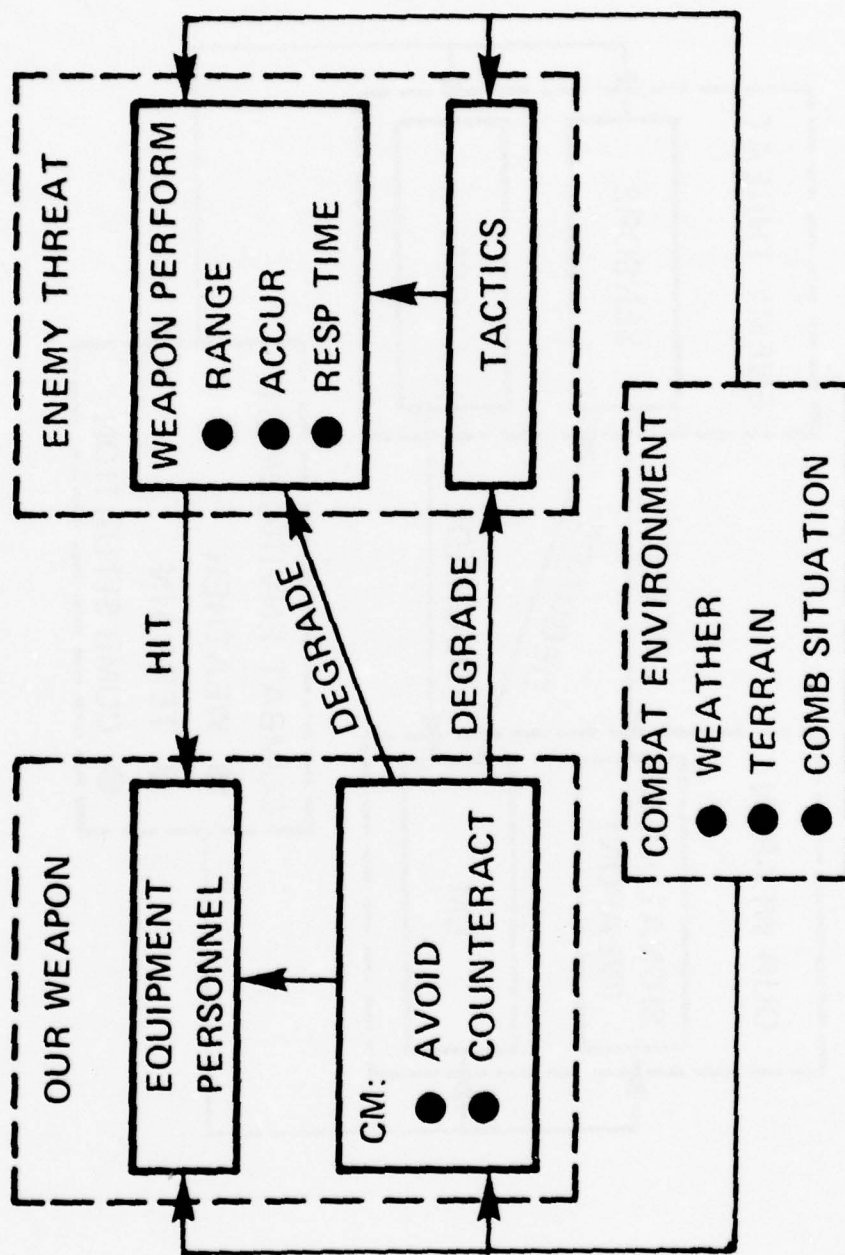 OUR WEAPON
EQUIPMENT
PERSONNEL
CM:
● AVOID
● COUNTERACT
HIT
DEGRADE
DEGRADE
ENEMY THREAT
WEAPON PERFORM
● RANGE
● ACCUR
● RESP TIME
TACTICS
COMBAT ENVIRONMENT
● WEATHER
● TERRAIN
● COMB SITUATION